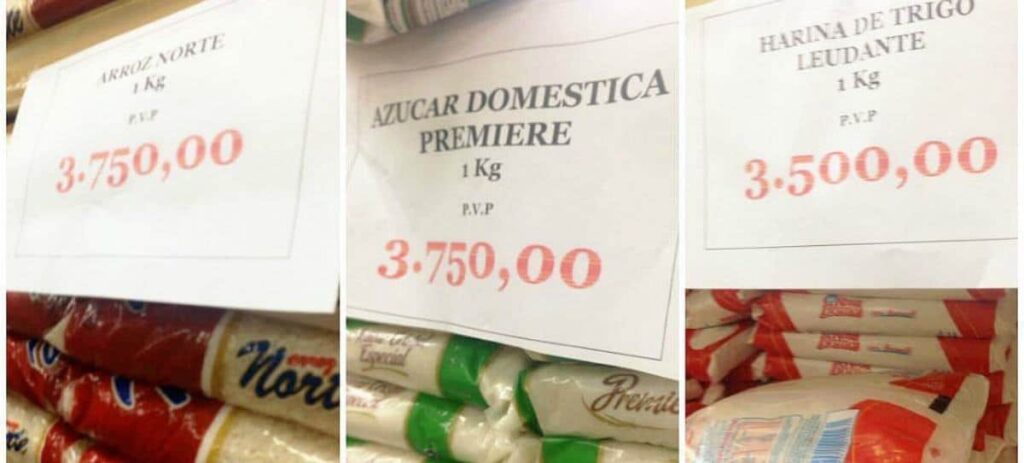 ARROZ NORTE
1 Kg
P.V.P
3.750,00
Norte
AZUCAR DOMESTICA
PREMIERE
1 Kg
P.V.P
3.750,00
Especial
Premie
HARINA DE TRIGO
LEUDANTE
1 Kg
P.V.P
3.500,00